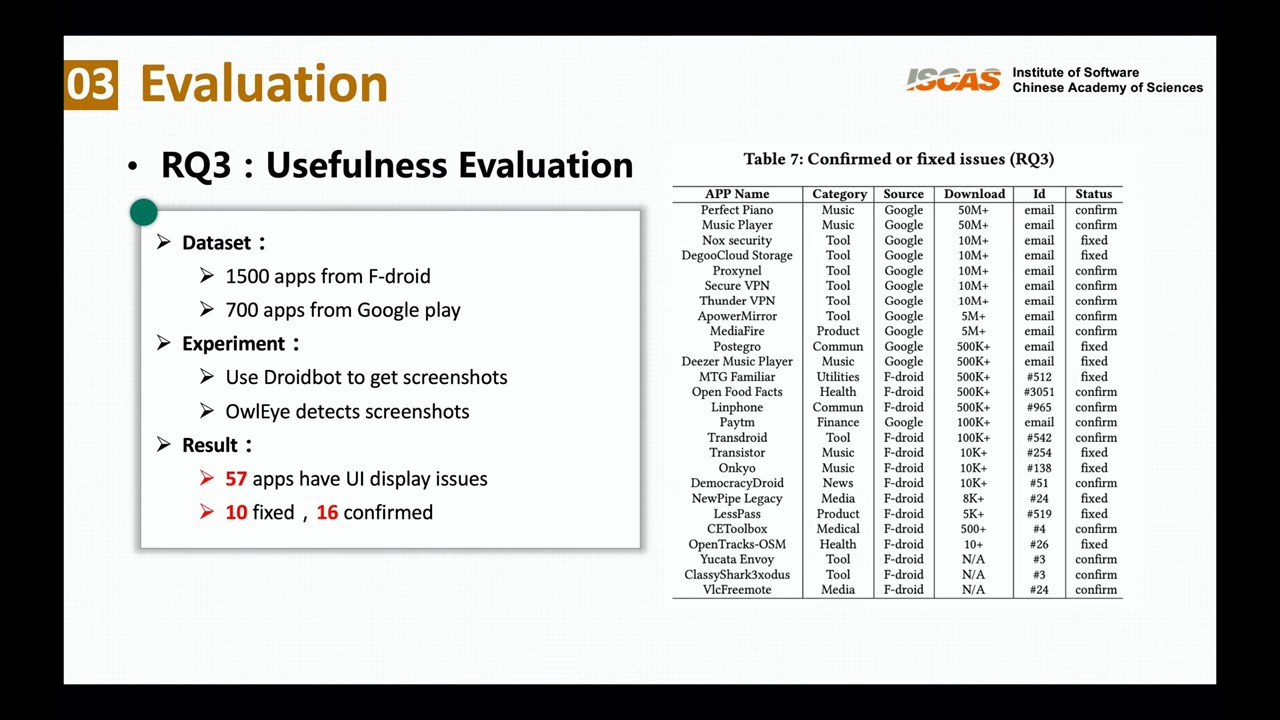 03 Evaluation
ISCAS
Institute of Software
Chinese Academy of Sciences
• RQ3：Usefulness Evaluation
➢ Dataset：
➢ 1500 apps from F-droid
➢ 700 apps from Google play
➢ Experiment：
➢ Use Droidbot to get screenshots
➢ OwlEye detects screenshots
➢ Result：
➢ 57 apps have UI display issues
➢ 10 fixed，16 confirmed
Table 7: Confirmed or fixed issues (RQ3)
APP Name Category Source Download Id Status
Perfect Piano Music Google 50M+ email confirm
Music Player Music Google 50M+ email confirm
Nox security Tool Google 10M+ email fixed
DegooCloud Storage Tool Google 10M+ email fixed
Proxynel Tool Google 10M+ email confirm
Secure VPN Tool Google 10M+ email confirm
Thunder VPN Tool Google 10M+ email confirm
ApowerMirror Tool Google 5M+ email confirm
MediaFire Product Google 5M+ email confirm
Postegro Commun Google 500K+ email fixed
Deezer Music Player Music Google 500K+ email fixed
MTG Familiar Utilities F-droid 500K+ #512 fixed
Open Food Facts Health F-droid 500K+ #3051 confirm
Linphone Commun F-droid 500K+ #965 confirm
Paytm Finance Google 100K+ email confirm
Transdroid Tool F-droid 100K+ #542 confirm
Transistor Music F-droid 10K+ #254 fixed
Onkyo Music F-droid 10K+ #138 fixed
DemocracyDroid News F-droid 10K+ #51 confirm
NewPipe Legacy Media F-droid 8K+ #24 fixed
LessPass Product F-droid 5K+ #519 fixed
CEToolbox Medical F-droid 500+ #4 confirm
OpenTracks-OSM Health F-droid 10+ #26 fixed
Yucata Envoy Tool F-droid N/A #3 confirm
ClassyShark3xodus Tool F-droid N/A #3 confirm
VlcFreemote Media F-droid N/A #24 confirm